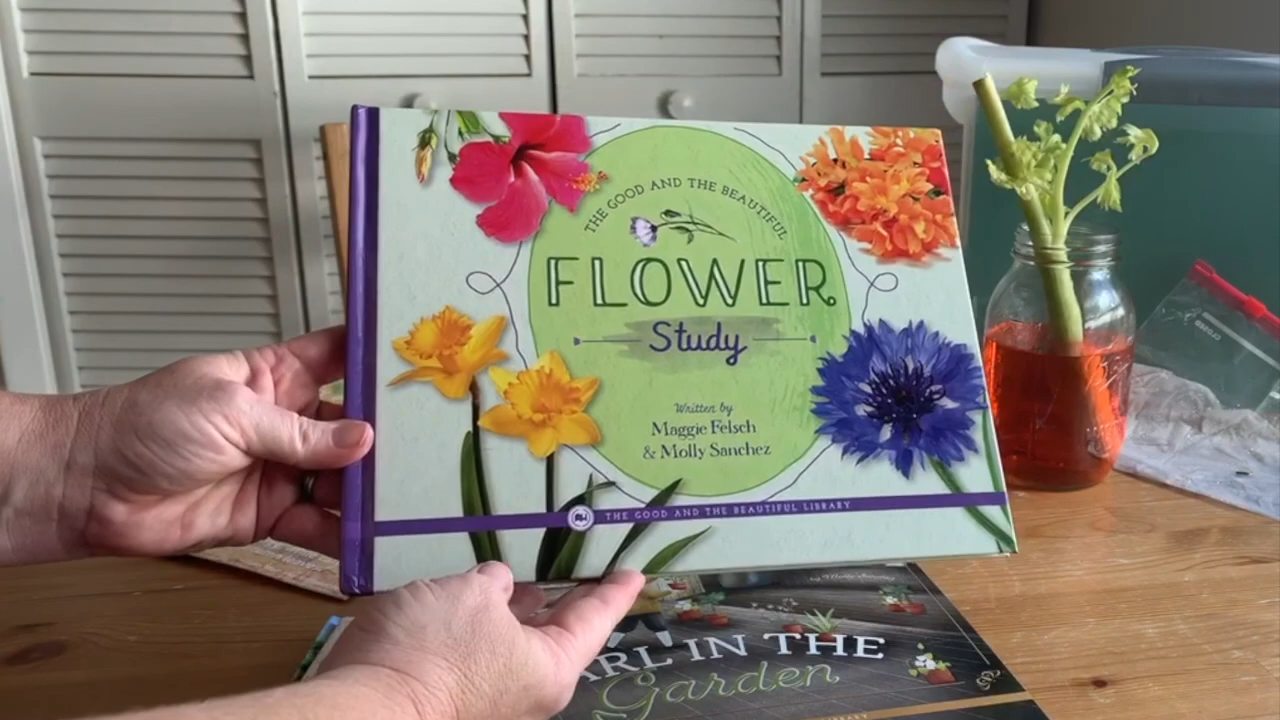 THE GOOD AND THE BEAUTIFUL
FLOWER
Study
Written by
Maggie Felsch
& Molly Sanchez
THE GOOD AND THE BEAUTIFUL LIBRARY
IN THE
Garden